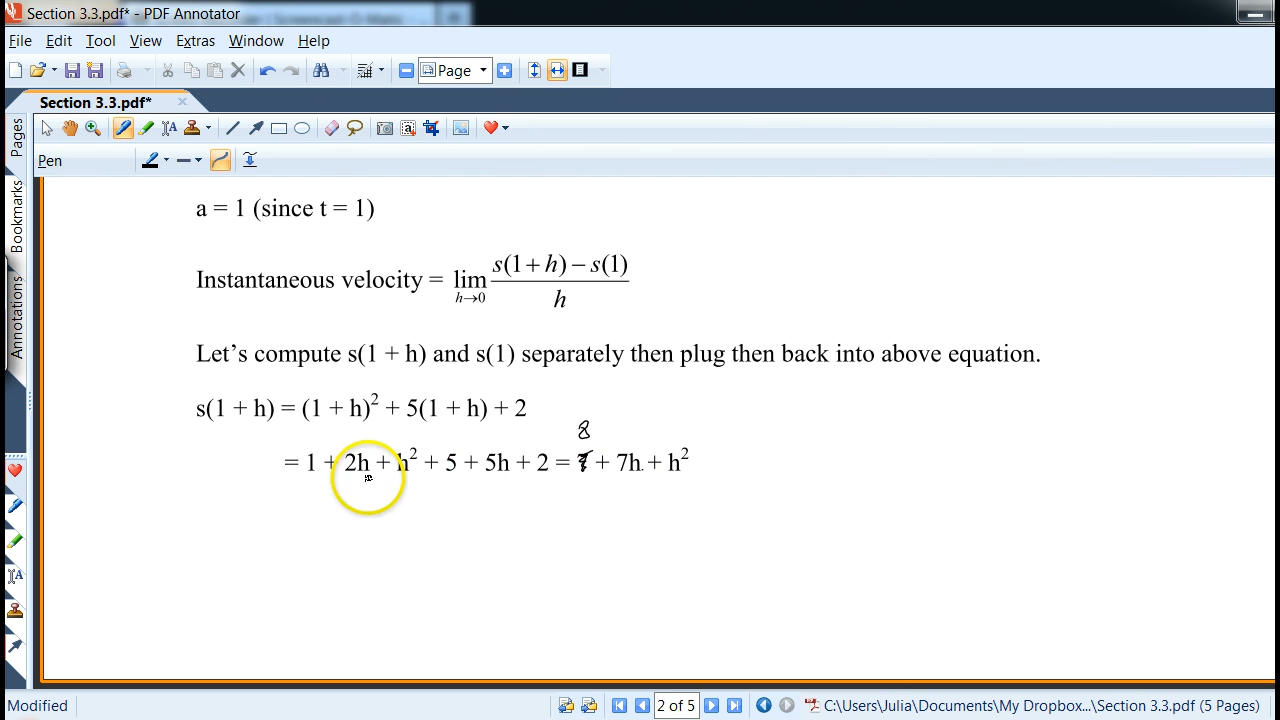 Section 3.3.pdf* - PDF Annotator
File Edit Tool View Extras Window Help
Page
Section 3.3.pdf*
Pages
Bookmarks
Annotations
Pen
a = 1 (since t = 1)
Instantaneous velocity = lim h→0 s(1 + h) − s(1) / h
Let’s compute s(1 + h) and s(1) separately then plug then back into above equation.
s(1 + h) = (1 + h)² + 5(1 + h) + 2
8
= 1 + 2h + h² + 5 + 5h + 2 = 7 + 7h + h²
Modified
2 of 5
C:\Users\Julia\Documents\My Dropbox...\Section 3.3.pdf (5 Pages)